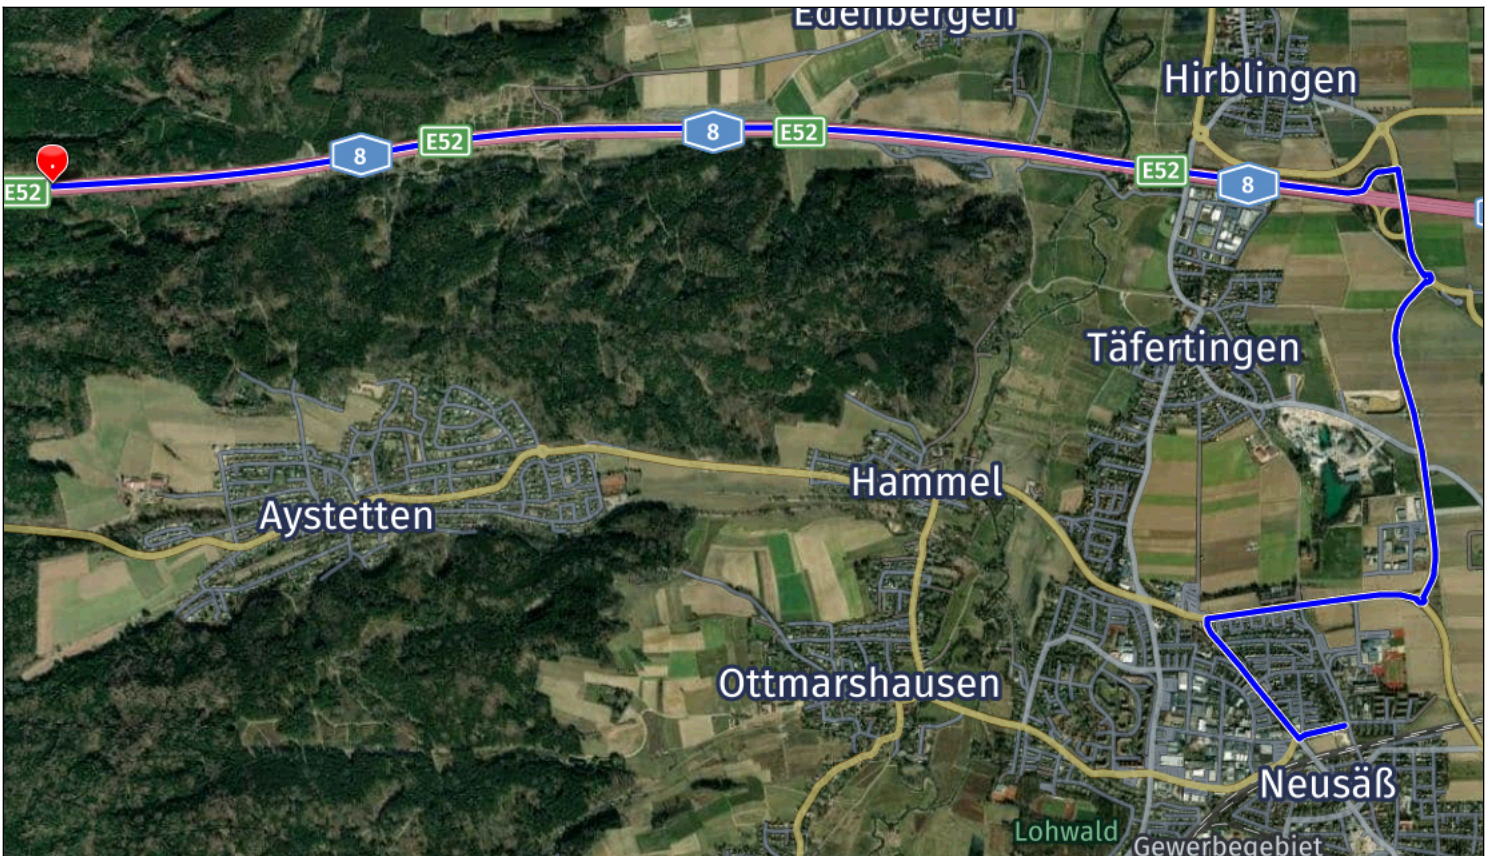 Edenbergen
Hirblingen
8
E52
8
E52
E52
8
E52
Täfertingen
Hammel
Aystetten
Ottmarshausen
Neusäß
Lohwald
Gewerbegebiet